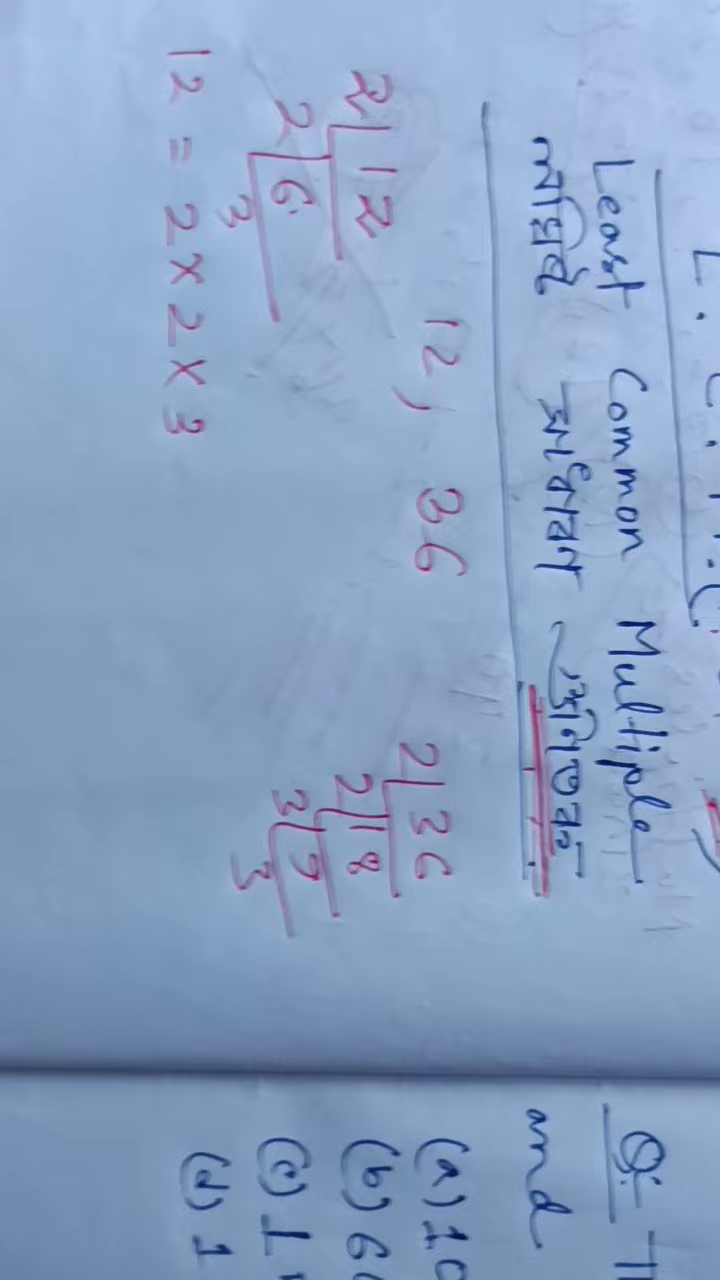 L. C. M.
Least Common Multiple
লঘিষ্ঠ সাধাৰণ গুণিতক
12, 36
2 12
2 6
3
2 36
2 18
3 9
3
12 = 2 × 2 × 3
Q:
and
(a)
(b)
(c)
(d)